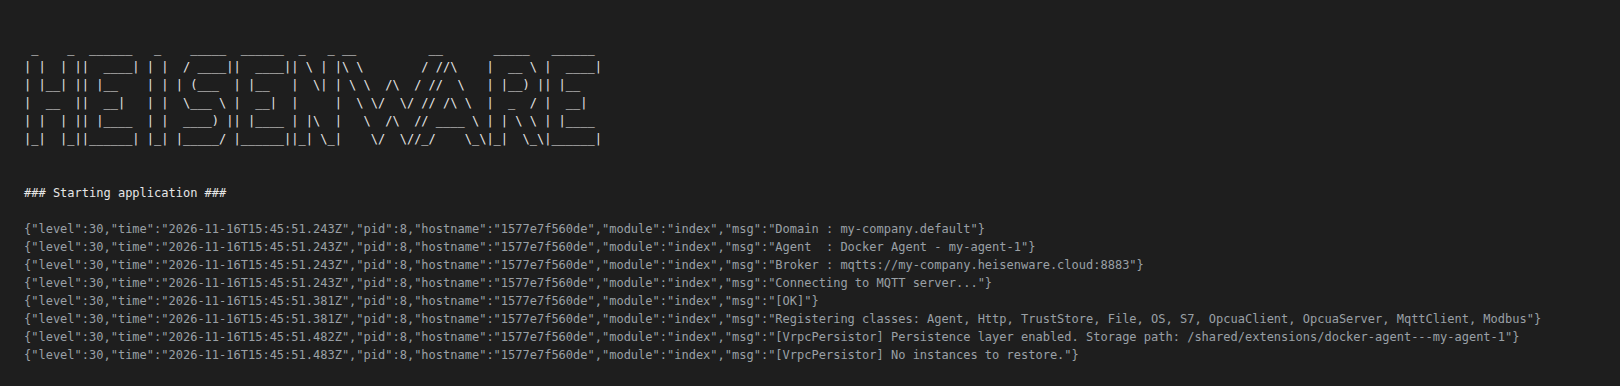 HEISENWARE
### Starting application ###
{"level":30,"time":"2026-11-16T15:45:51.243Z","pid":8,"hostname":"1577e7f560de","module":"index","msg":"Domain : my-company.default"}
{"level":30,"time":"2026-11-16T15:45:51.243Z","pid":8,"hostname":"1577e7f560de","module":"index","msg":"Agent  : Docker Agent - my-agent-1"}
{"level":30,"time":"2026-11-16T15:45:51.243Z","pid":8,"hostname":"1577e7f560de","module":"index","msg":"Broker : mqtts://my-company.heisenware.cloud:8883"}
{"level":30,"time":"2026-11-16T15:45:51.243Z","pid":8,"hostname":"1577e7f560de","module":"index","msg":"Connecting to MQTT server..."}
{"level":30,"time":"2026-11-16T15:45:51.381Z","pid":8,"hostname":"1577e7f560de","module":"index","msg":"[OK]"}
{"level":30,"time":"2026-11-16T15:45:51.381Z","pid":8,"hostname":"1577e7f560de","module":"index","msg":"Registering classes: Agent, Http, TrustStore, File, OS, S7, OpcuaClient, OpcuaServer, MqttClient, Modbus"}
{"level":30,"time":"2026-11-16T15:45:51.482Z","pid":8,"hostname":"1577e7f560de","module":"index","msg":"[VrpcPersistor] Persistence layer enabled. Storage path: /shared/extensions/docker-agent---my-agent-1"}
{"level":30,"time":"2026-11-16T15:45:51.483Z","pid":8,"hostname":"1577e7f560de","module":"index","msg":"[VrpcPersistor] No instances to restore."}